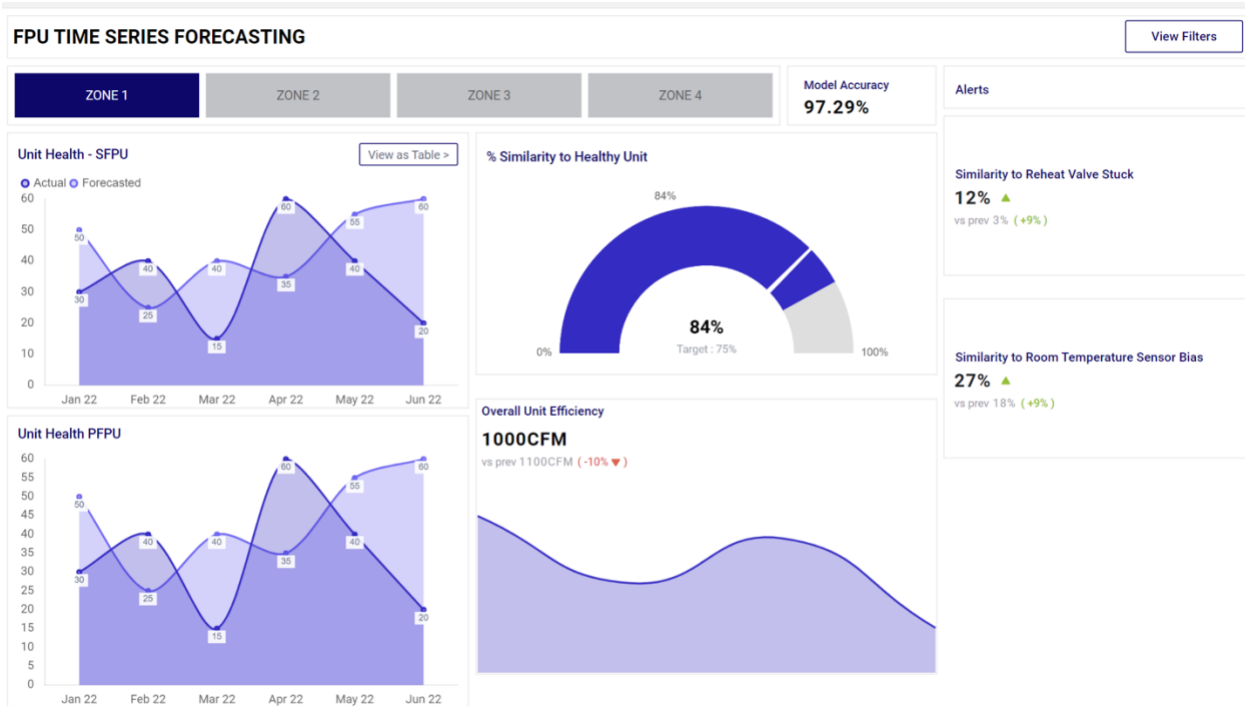 FPU TIME SERIES FORECASTING
View Filters
ZONE 1
ZONE 2
ZONE 3
ZONE 4
Model Accuracy
97.29%
Alerts
Unit Health - SFPU
View as Table >
Actual
Forecasted
60
50
40
30
20
10
0
50
30
40
25
40
15
60
35
55
40
60
20
Jan 22
Feb 22
Mar 22
Apr 22
May 22
Jun 22
Unit Health PFPU
60
55
50
45
40
35
30
25
20
15
10
5
0
50
30
40
25
40
15
60
35
55
40
60
20
Jan 22
Feb 22
Mar 22
Apr 22
May 22
Jun 22
% Similarity to Healthy Unit
84%
84%
Target : 75%
0%
100%
Overall Unit Efficiency
1000CFM
vs prev 1100CFM ( -10% ▼ )
Similarity to Reheat Valve Stuck
12% ▲
vs prev 3% ( +9% )
Similarity to Room Temperature Sensor Bias
27% ▲
vs prev 18% ( +9% )